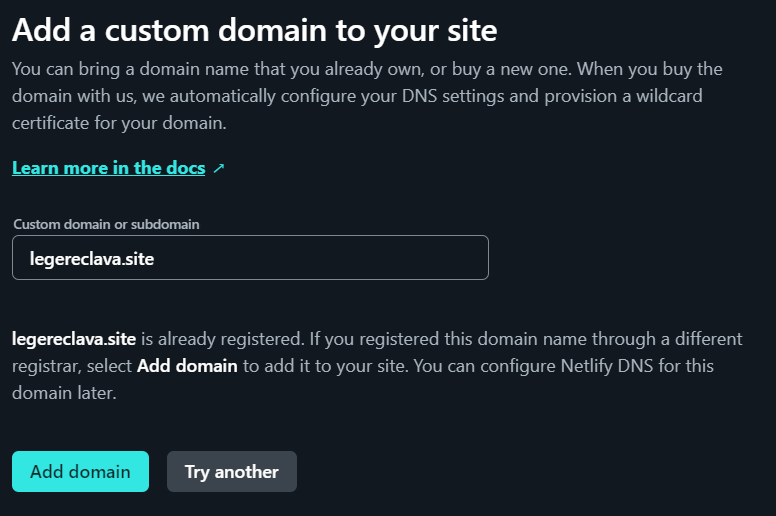 Add a custom domain to your site
You can bring a domain name that you already own, or buy a new one. When you buy the
domain with us, we automatically configure your DNS settings and provision a wildcard
certificate for your domain.
Learn more in the docs ↗
Custom domain or subdomain
legereclava.site
legereclava.site is already registered. If you registered this domain name through a different
registrar, select Add domain to add it to your site. You can configure Netlify DNS for this
domain later.
Add domain
Try another